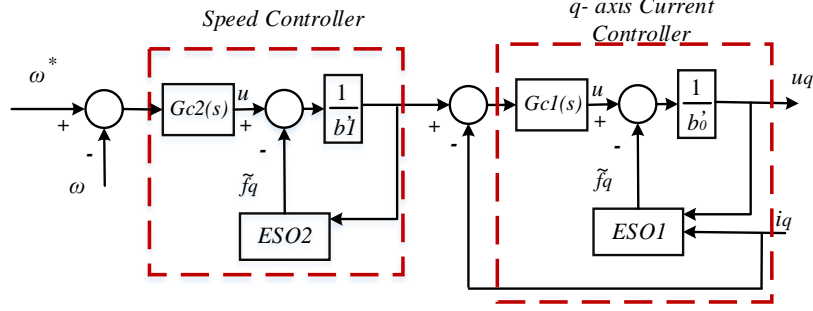 Speed Controller
q- axis Current
Controller
ω*
+
-
ω
Gc2(s)
u
+
-
f̃q
1
b'1
ESO2
+
-
Gc1(s)
u
+
-
f̃q
1
b'0
ESO1
uq
iq